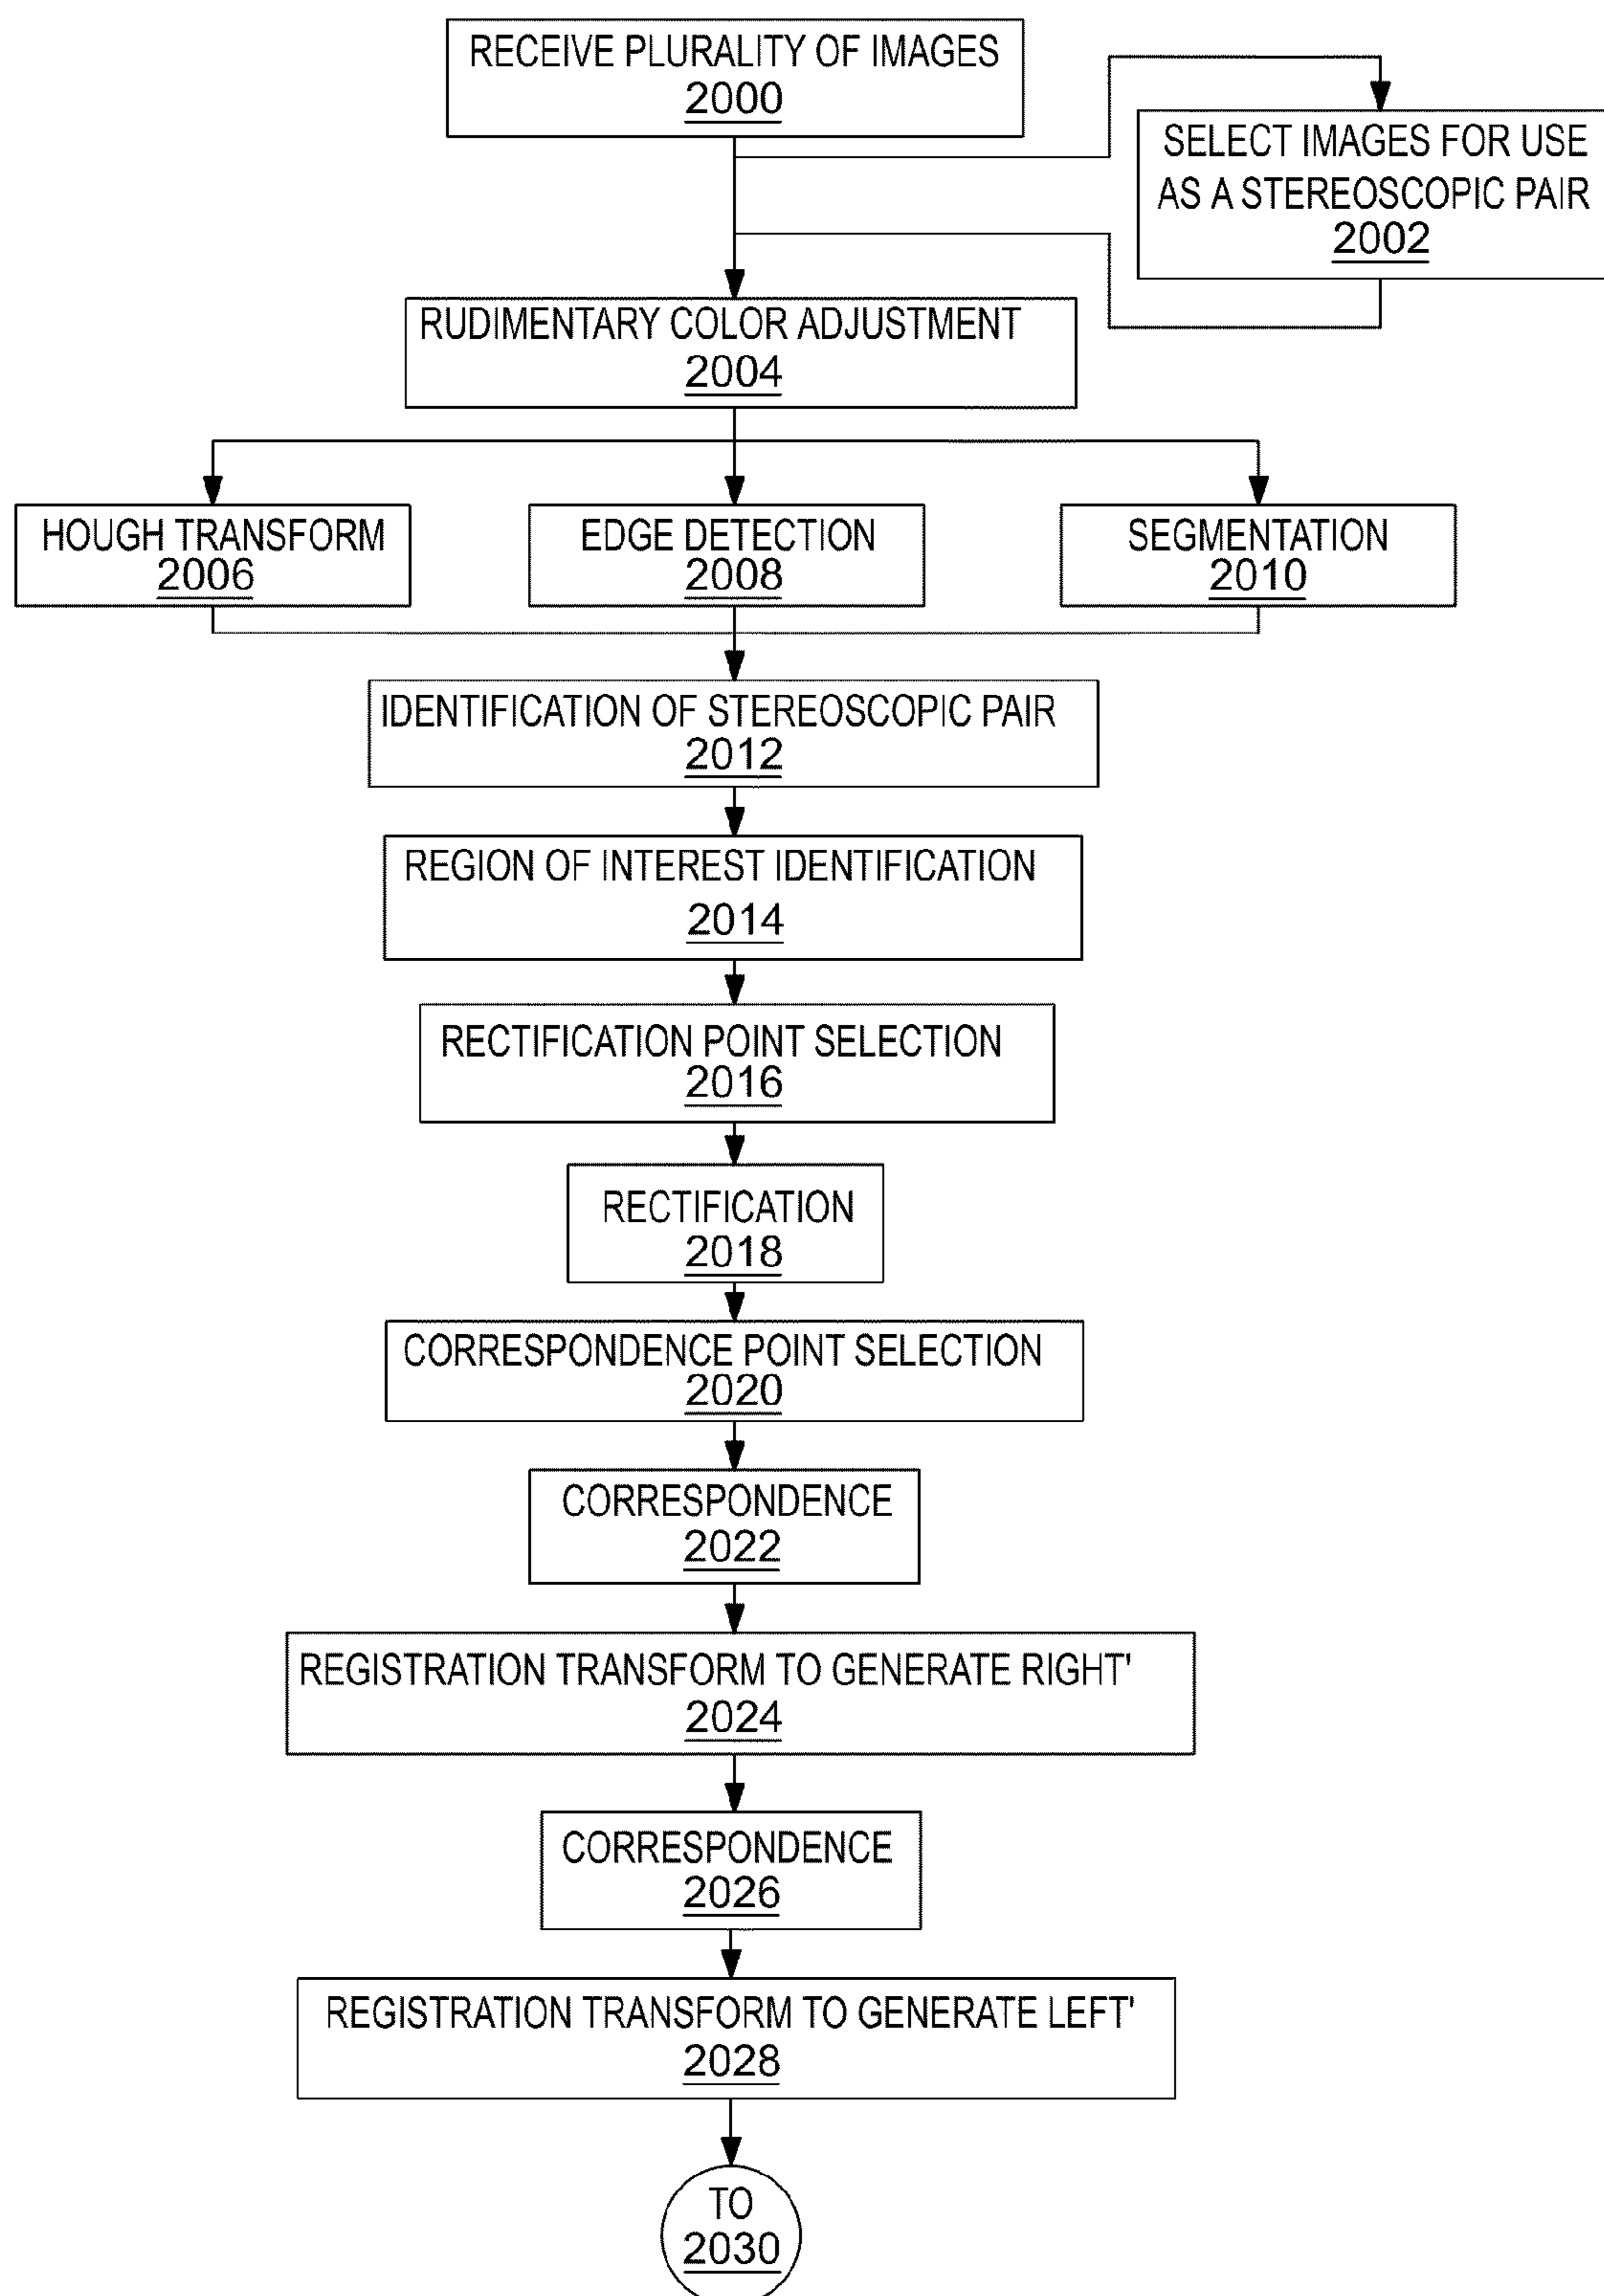 RECEIVE PLURALITY OF IMAGES
2000
SELECT IMAGES FOR USE
AS A STEREOSCOPIC PAIR
2002
RUDIMENTARY COLOR ADJUSTMENT
2004
HOUGH TRANSFORM
2006
EDGE DETECTION
2008
SEGMENTATION
2010
IDENTIFICATION OF STEREOSCOPIC PAIR
2012
REGION OF INTEREST IDENTIFICATION
2014
RECTIFICATION POINT SELECTION
2016
RECTIFICATION
2018
CORRESPONDENCE POINT SELECTION
2020
CORRESPONDENCE
2022
REGISTRATION TRANSFORM TO GENERATE RIGHT'
2024
CORRESPONDENCE
2026
REGISTRATION TRANSFORM TO GENERATE LEFT'
2028
TO
2030